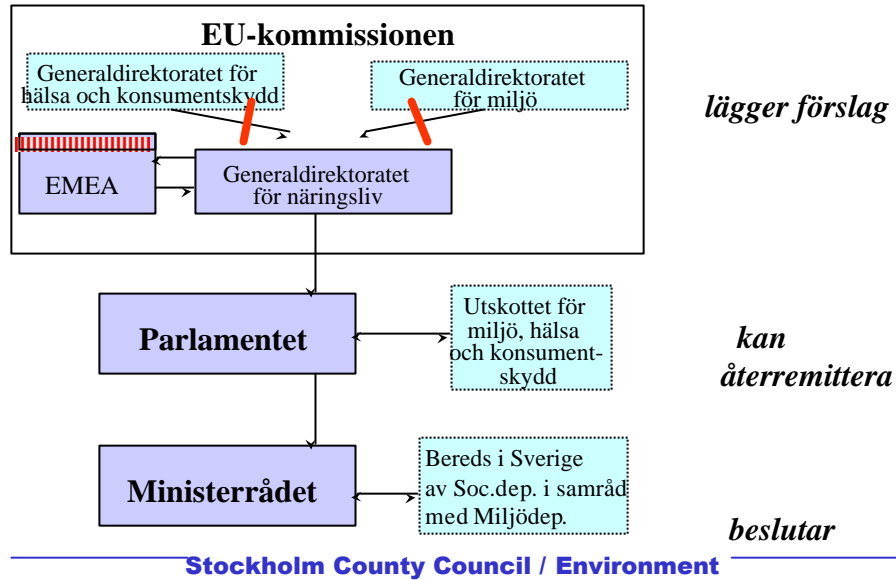 EU-kommissionen
Generaldirektoratet för
hälsa och konsumentskydd
Generaldirektoratet
för miljö
lägger förslag
EMEA
Generaldirektoratet
för näringsliv
Parlamentet
Utskottet för
miljö, hälsa
och konsument-
skydd
kan
återremittera
Ministerrådet
Bereds i Sverige
av Soc.dep. i samråd
med Miljödep.
beslutar
Stockholm County Council / Environment